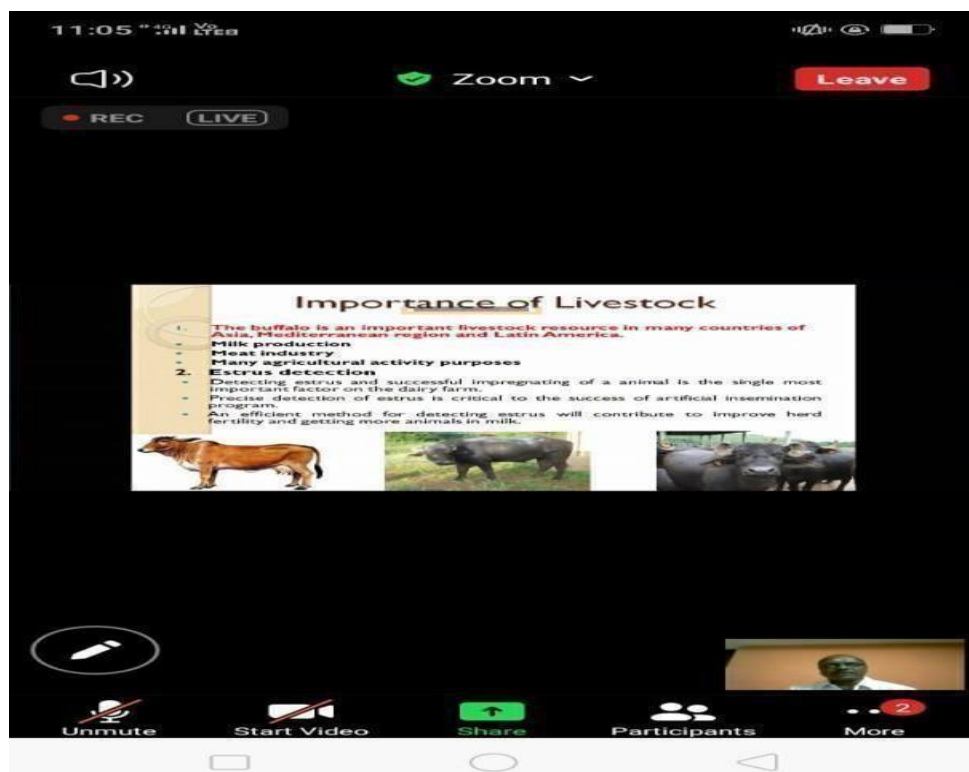 11:05
Zoom
Leave
REC LIVE
Importance of Livestock
1. The buffalo is an important livestock resource in many countries of
Asia, Mediterranean region and Latin America.
Milk production
Meat industry
Many agricultural activity purposes
2. Estrus detection
Detecting estrus and successful impregnating of a animal is the single most
important factor on the dairy farm.
Precise detection of estrus is critical to the success of artificial insemination
program.
An efficient method for detecting estrus will contribute to improve herd
fertility and getting more animals in milk.
2
Unmute Start Video Share Participants More